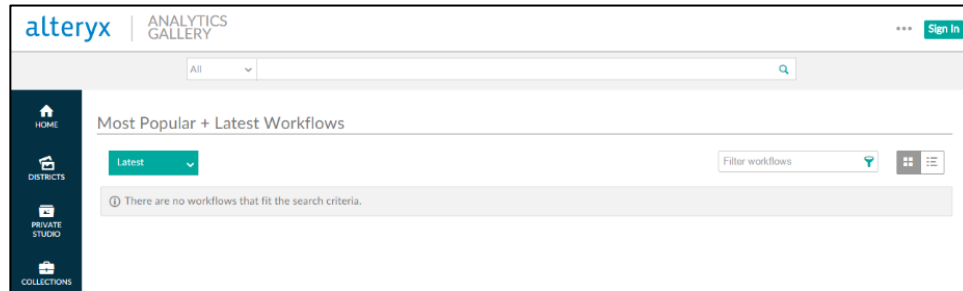 alteryx
ANALYTICS
GALLERY
Sign In
All
HOME
Most Popular + Latest Workflows
DISTRICTS
Latest
Filter workflows
There are no workflows that fit the search criteria.
PRIVATE
STUDIO
COLLECTIONS